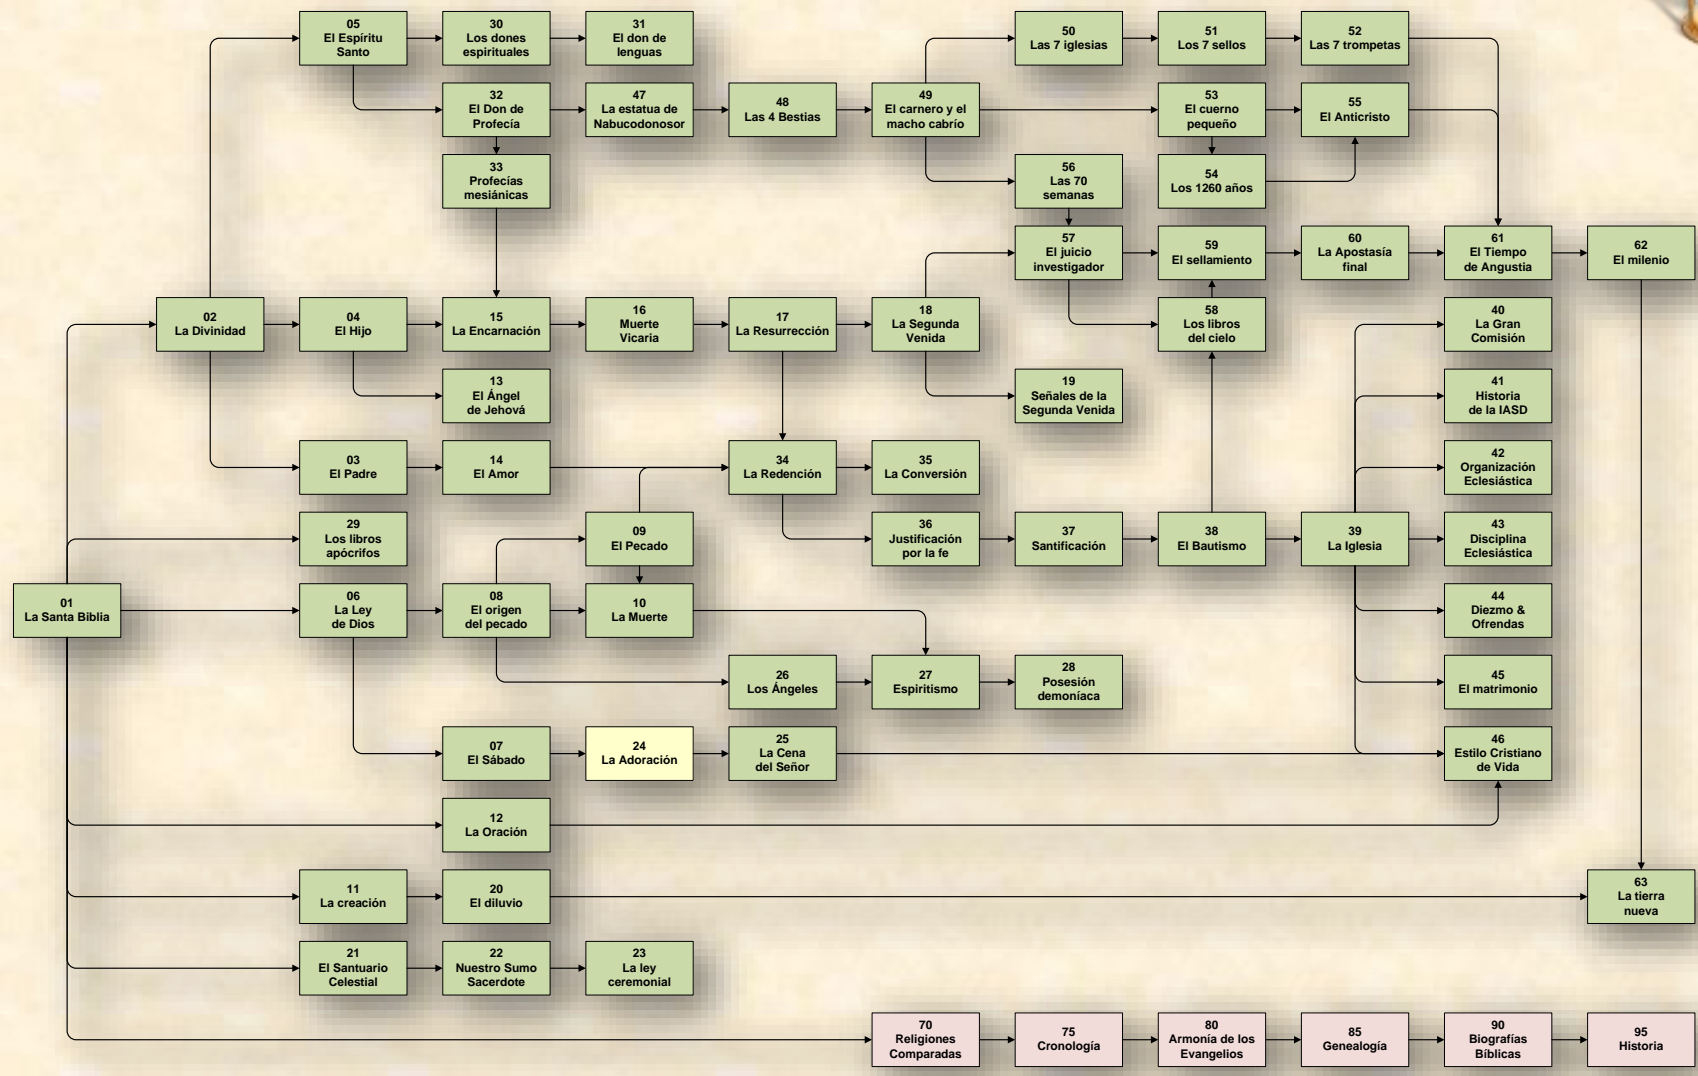 05
El Espíritu
Santo
30
Los dones
espirituales
31
El don de
lenguas
50
Las 7 iglesias
51
Los 7 sellos
52
Las 7 trompetas
32
El Don de
Profecía
47
La estatua de
Nabucodonosor
48
Las 4 Bestias
49
El carnero y el
macho cabrío
53
El cuerno
pequeño
55
El Anticristo
33
Profecías
mesiánicas
56
Las 70
semanas
54
Los 1260 años
57
El juicio
investigador
59
El sellamiento
60
La Apostasía
final
61
El Tiempo
de Angustia
62
El milenio
02
La Divinidad
04
El Hijo
15
La Encarnación
16
Muerte
Vicaria
17
La Resurrección
18
La Segunda
Venida
58
Los libros
del cielo
40
La Gran
Comisión
13
El Ángel
de Jehová
19
Señales de la
Segunda Venida
41
Historia
de la IASD
03
El Padre
14
El Amor
34
La Redención
35
La Conversión
42
Organización
Eclesiástica
29
Los libros
apócrifos
09
El Pecado
36
Justificación
por la fe
37
Santificación
38
El Bautismo
39
La Iglesia
43
Disciplina
Eclesiástica
01
La Santa Biblia
06
La Ley
de Dios
08
El origen
del pecado
10
La Muerte
44
Diezmo &
Ofrendas
26
Los Ángeles
27
Espiritismo
28
Posesión
demoníaca
45
El matrimonio
07
El Sábado
24
La Adoración
25
La Cena
del Señor
46
Estilo Cristiano
de Vida
12
La Oración
11
La creación
20
El diluvio
63
La tierra
nueva
21
El Santuario
Celestial
22
Nuestro Sumo
Sacerdote
23
La ley
ceremonial
70
Religiones
Comparadas
75
Cronología
80
Armonía de los
Evangelios
85
Genealogía
90
Biografías
Bíblicas
95
Historia